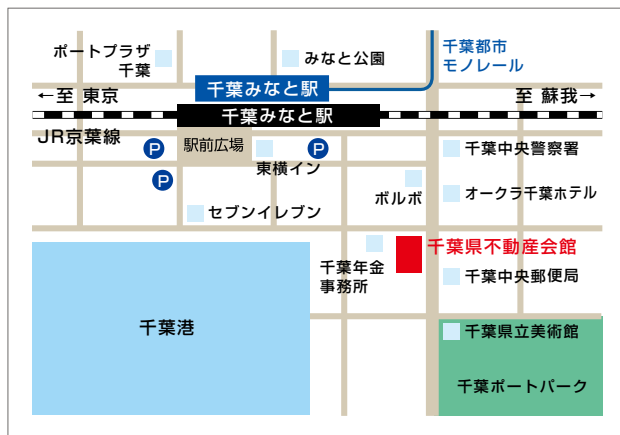 ポートプラザ
千葉
みなと公園
千葉都市
モノレール
千葉みなと駅
←至 東京
至 蘇我→
千葉みなと駅
JR京葉線
P
駅前広場
P
千葉中央警察署
東横イン
P
ボルボ
オークラ千葉ホテル
セブンイレブン
千葉県不動産会館
千葉年金
事務所
千葉中央郵便局
千葉港
千葉県立美術館
千葉ポートパーク